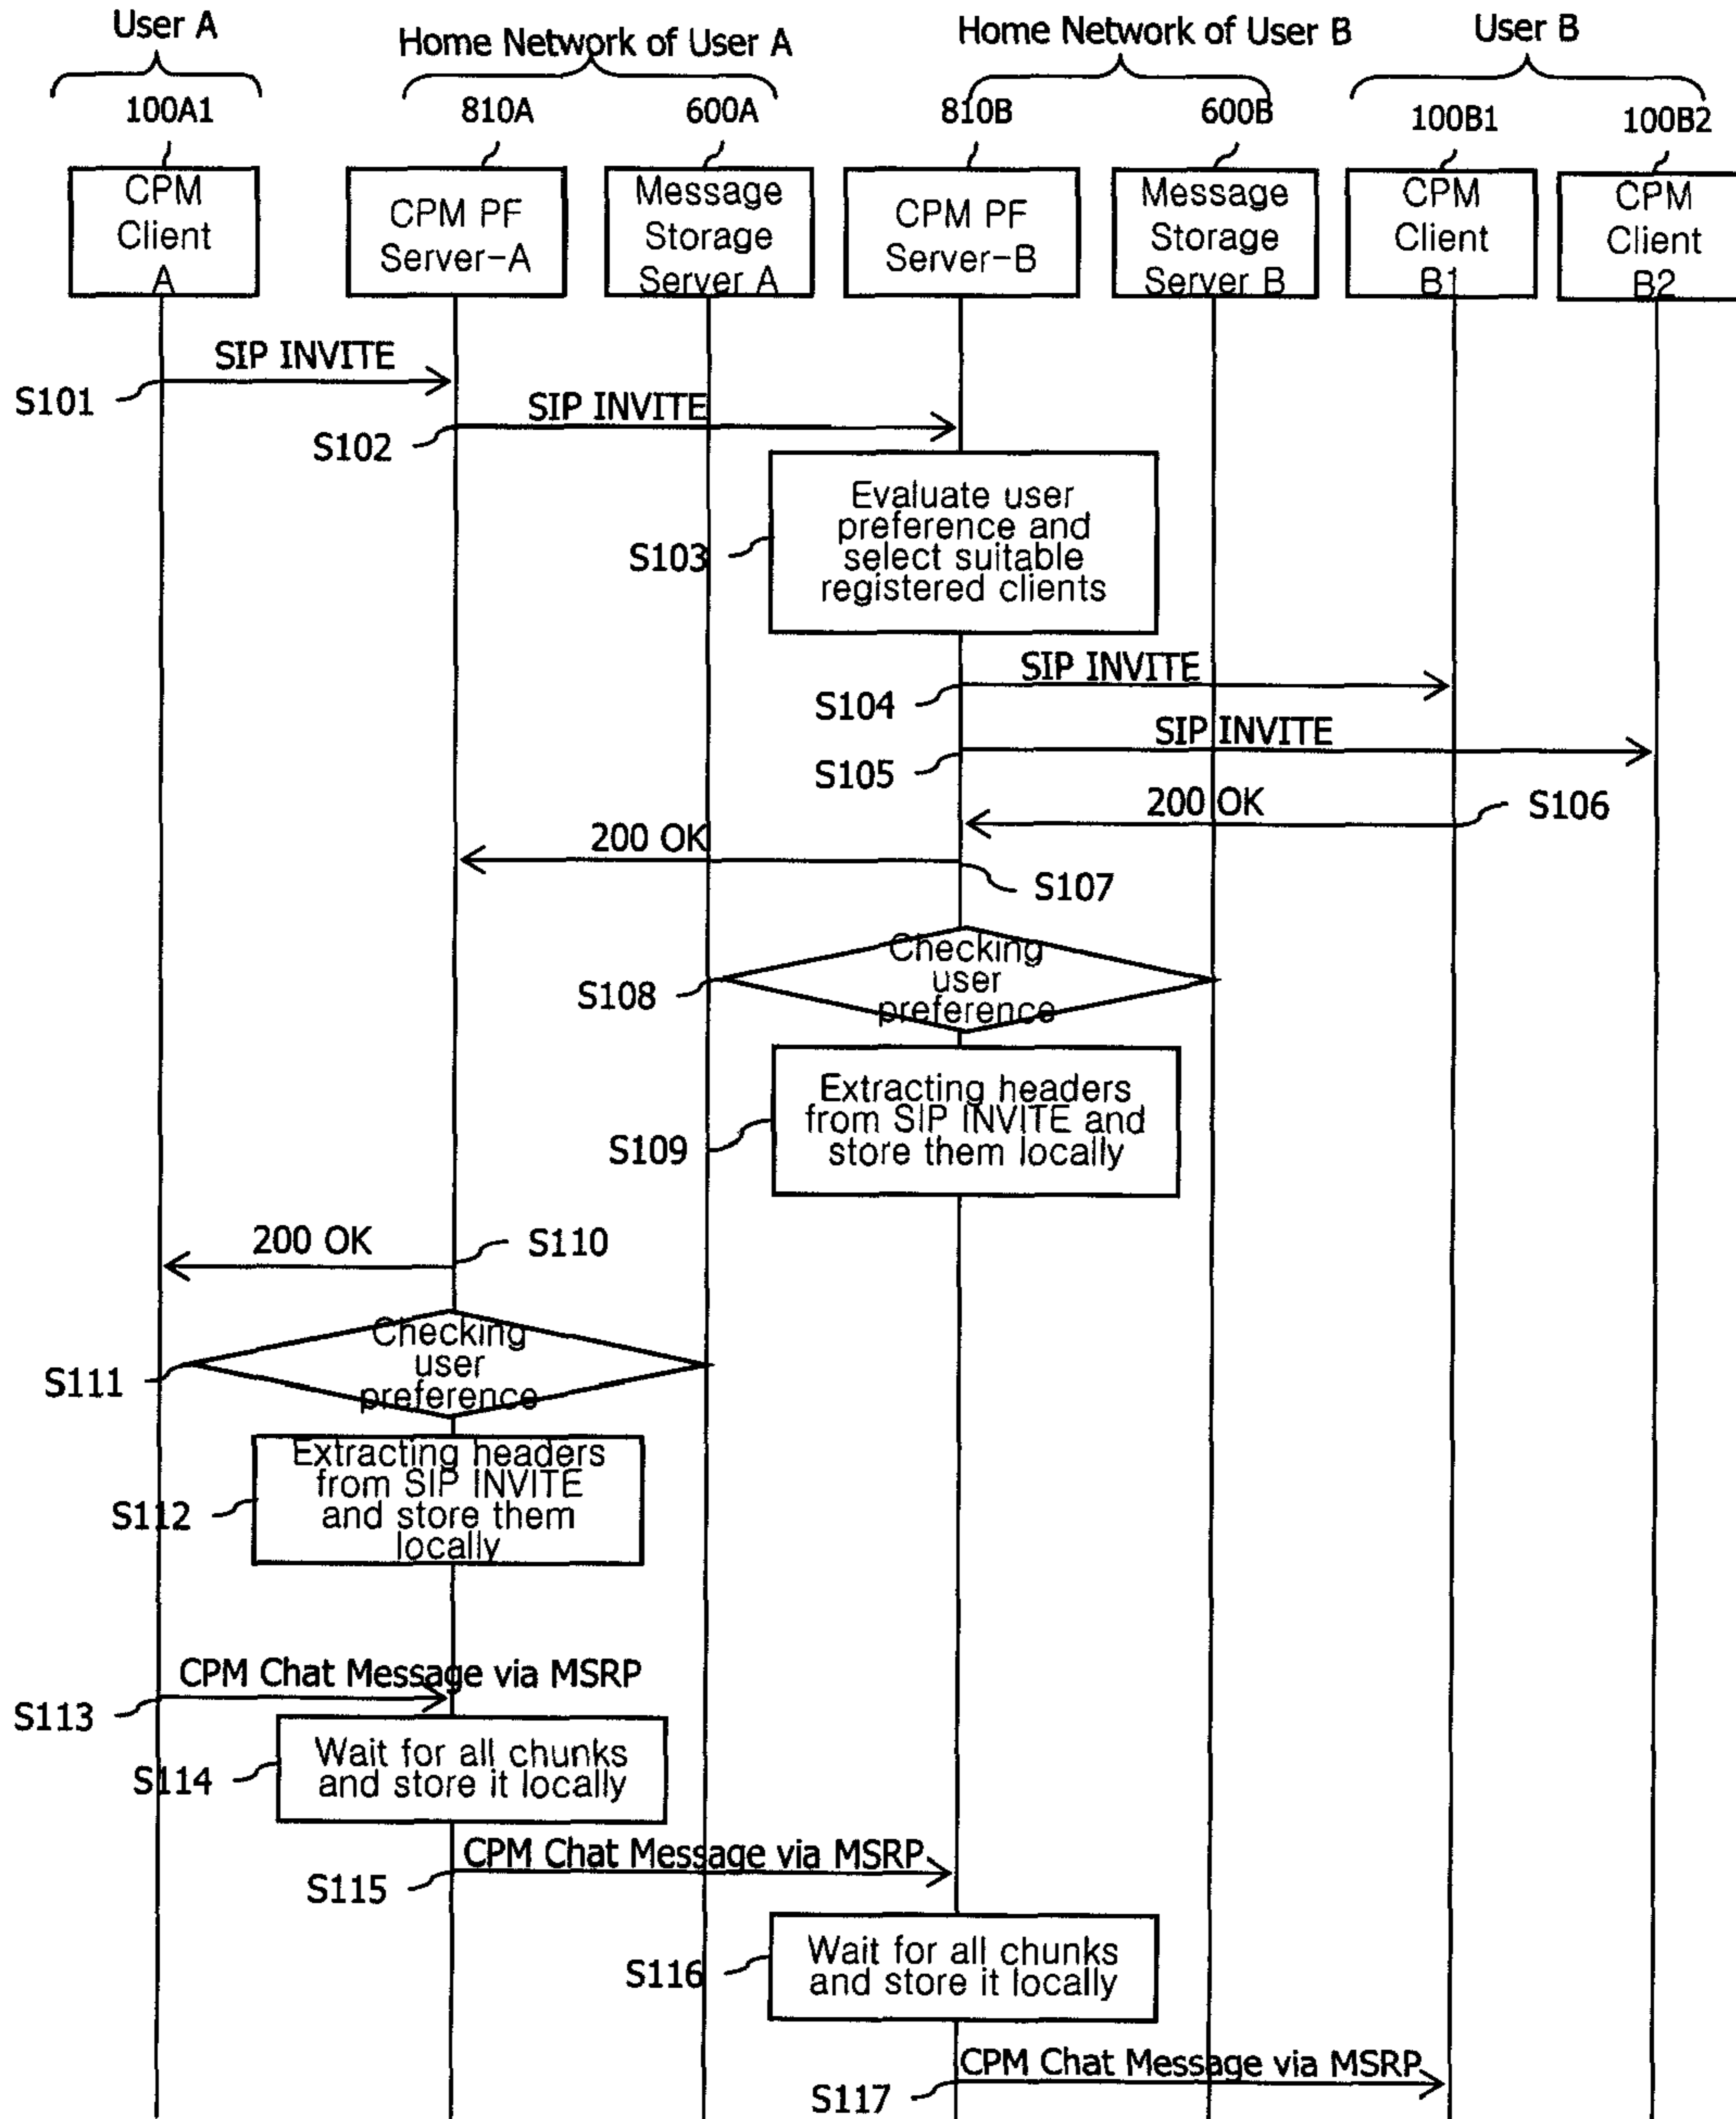 User A
Home Network of User A
Home Network of User B
User B
100A1
810A
600A
810B
600B
100B1
100B2
CPM
Client
A
CPM PF
Server-A
Message
Storage
Server A
CPM PF
Server-B
Message
Storage
Server B
CPM
Client
B1
CPM
Client
B2
SIP INVITE
S101
SIP INVITE
S102
Evaluate user
preference and
select suitable
registered clients
S103
SIP INVITE
S104
SIP INVITE
S105
200 OK
S106
200 OK
S107
Checking
user
preference
S108
Extracting headers
from SIP INVITE and
store them locally
S109
200 OK
S110
Checking
user
preference
S111
Extracting headers
from SIP INVITE
and store them
locally
S112
CPM Chat Message via MSRP
S113
Wait for all chunks
and store it locally
S114
CPM Chat Message via MSRP
S115
Wait for all chunks
and store it locally
S116
CPM Chat Message via MSRP
S117